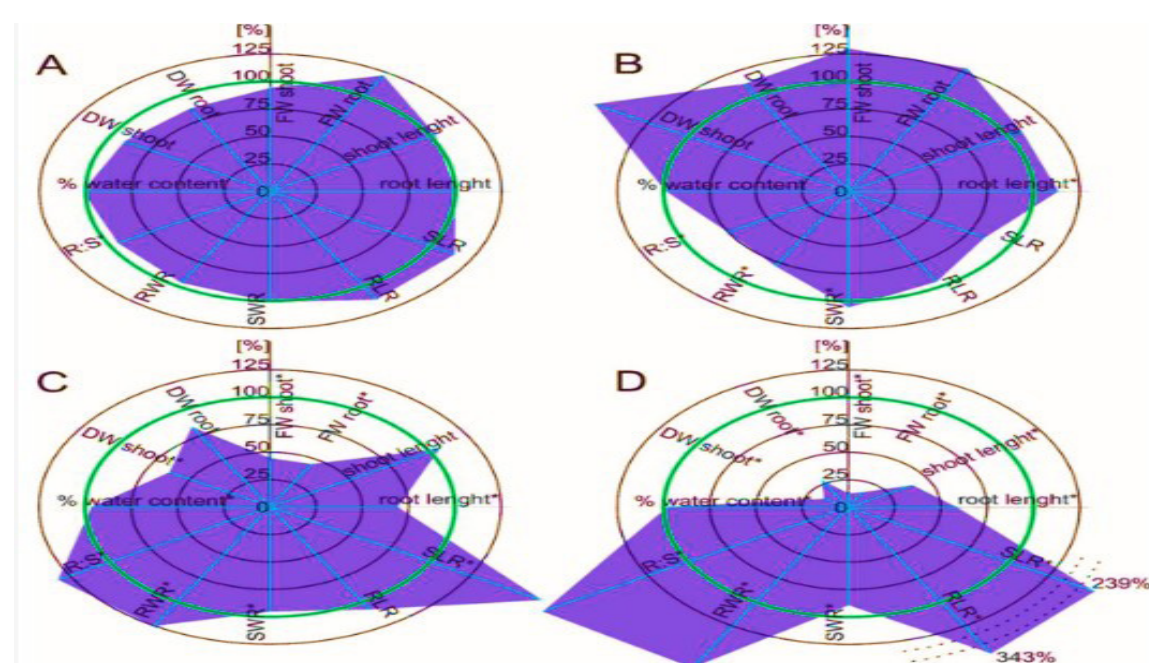 A
[%]
125
100
75
50
25
0
FW shoot
FW root
shoot lenght
root lenght
SLR
RLR
SWR
RWR
R:S*
% water content*
DW shoot
DW root
B
[%]
125
100
75
50
25
0
FW shoot
FW root
shoot lenght
root lenght*
SLR
RLR
SWR*
RWR*
R:S*
% water content
DW shoot
DW root
C
[%]
125
100
75
50
25
0
FW shoot*
FW root*
shoot lenght
root lenght*
SLR*
RLR
SWR*
RWR*
R:S*
% water content*
DW shoot*
DW root
D
[%]
125
100
75
50
25
0
FW shoot*
FW root*
shoot lenght*
root lenght*
SLR*
RLR*
SWR*
RWR*
R:S*
% water content*
DW shoot*
DW root*
239%
343%